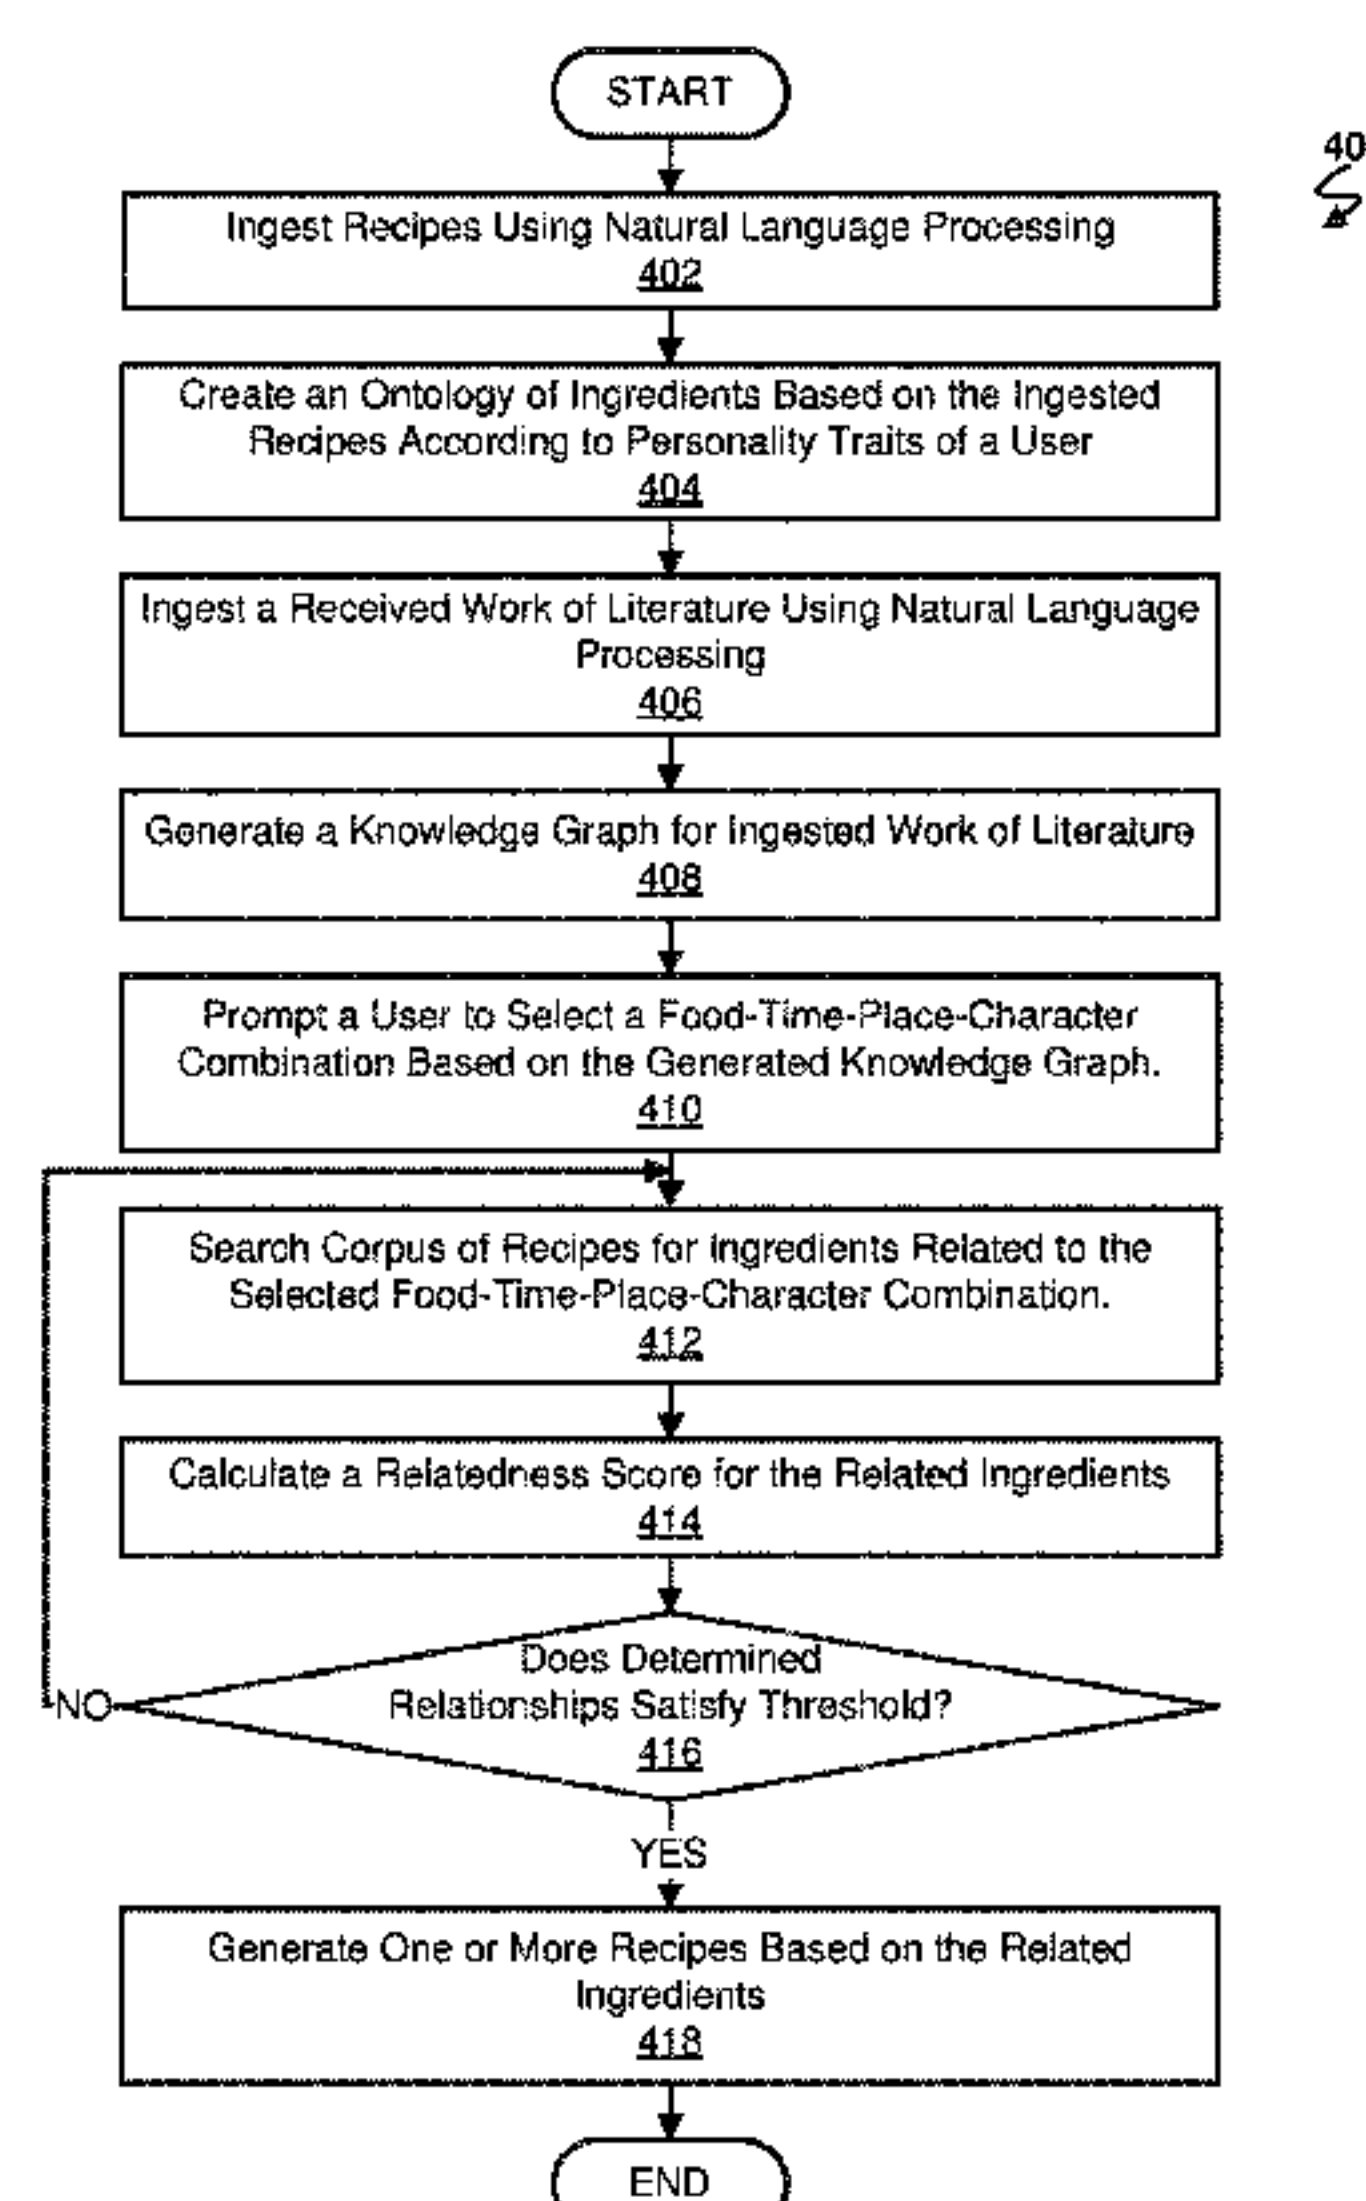 START
40
Ingest Recipes Using Natural Language Processing
402
Create an Ontology of Ingredients Based on the Ingested
Recipes According to Personality Traits of a User
404
Ingest a Received Work of Literature Using Natural Language
Processing
406
Generate a Knowledge Graph for Ingested Work of Literature
408
Prompt a User to Select a Food-Time-Place-Character
Combination Based on the Generated Knowledge Graph.
410
Search Corpus of Recipes for Ingredients Related to the
Selected Food-Time-Place-Character Combination.
412
Calculate a Relatedness Score for the Related Ingredients
414
Does Determined
Relationships Satisfy Threshold?
416
NO
YES
Generate One or More Recipes Based on the Related
Ingredients
418
END